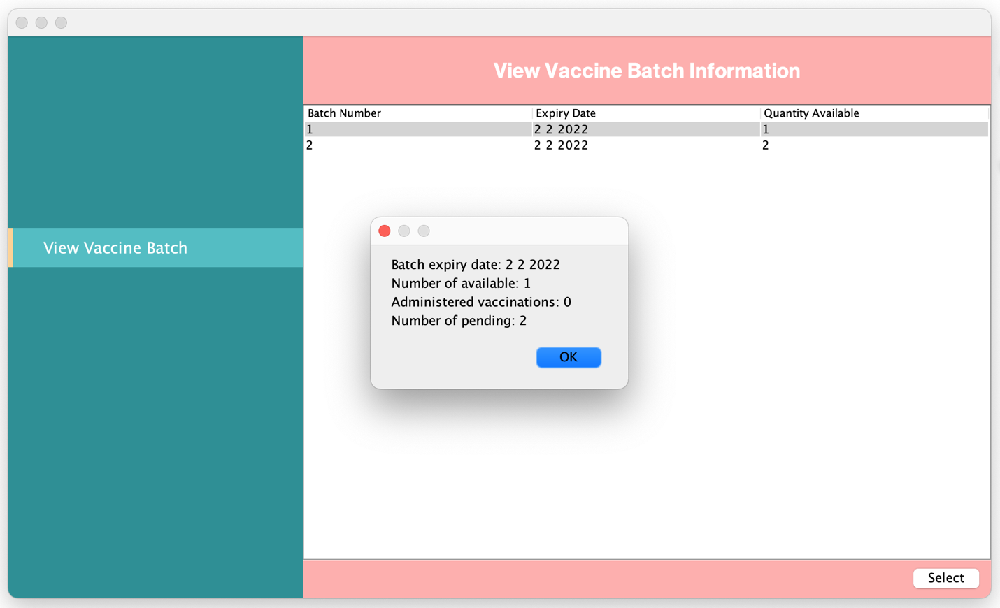 View Vaccine Batch Information
Batch Number Expiry Date Quantity Available
1 2 2 2022 1
2 2 2 2022 2
View Vaccine Batch
Batch expiry date: 2 2 2022
Number of available: 1
Administered vaccinations: 0
Number of pending: 2
OK
Select